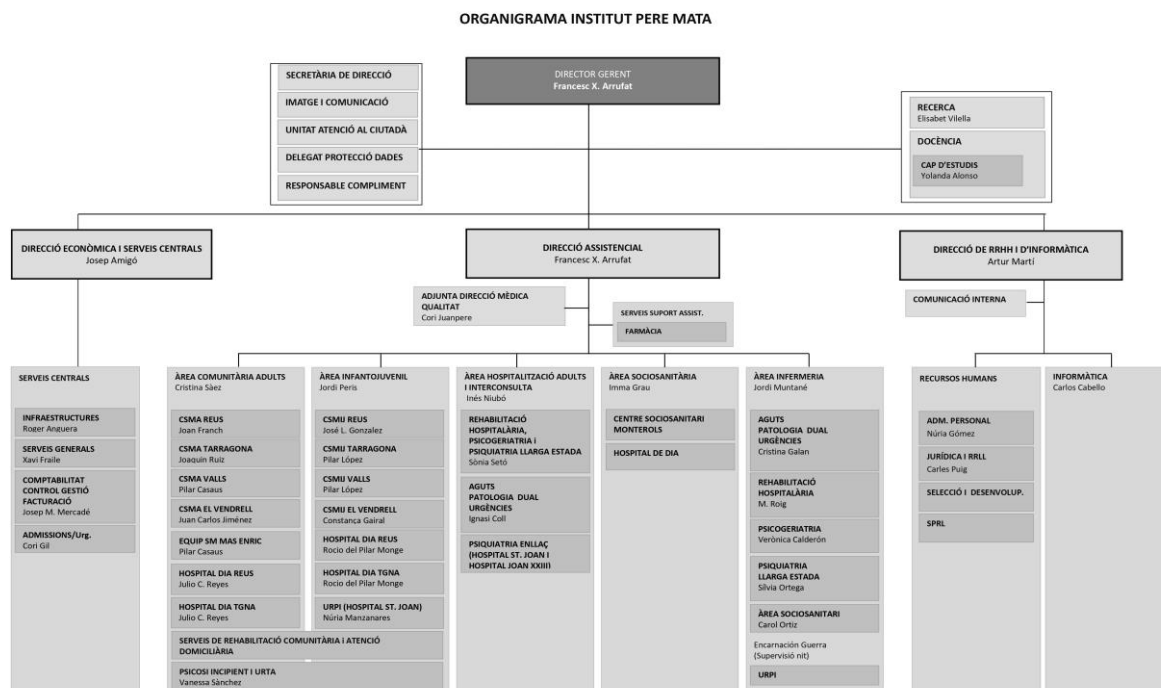 ORGANIGRAMA INSTITUT PERE MATA
DIRECTOR GERENT
Francesc X. Arrufat
SECRETÀRIA DE DIRECCIÓ
IMATGE I COMUNICACIÓ
UNITAT ATENCIÓ AL CIUTADÀ
DELEGAT PROTECCIÓ DADES
RESPONSABLE COMPLIMENT
RECERCA
Elisabet Vilella
DOCÈNCIA
CAP D'ESTUDIS
Yolanda Alonso
DIRECCIÓ ECONÒMICA I SERVEIS CENTRALS
Josep Amigó
DIRECCIÓ ASSISTENCIAL
Francesc X. Arrufat
DIRECCIÓ DE RRHH I D'INFORMÀTICA
Artur Martí
ADJUNTA DIRECCIÓ MÈDICA
QUALITAT
Cori Juanpere
SERVEIS SUPORT ASSIST.
FARMÀCIA
COMUNICACIÓ INTERNA
SERVEIS CENTRALS
INFRAESTRUCTURES
Roger Anguera
SERVEIS GENERALS
Xavi Fraile
COMPTABILITAT
CONTROL GESTIÓ
FACTURACIÓ
Josep M. Mercadé
ADMISSIONS/Urg.
Cori Gil
ÀREA COMUNITÀRIA ADULTS
Cristina Sàez
CSMA REUS
Joan Franch
CSMA TARRAGONA
Joaquin Ruiz
CSMA VALLS
Pilar Casaus
CSMA EL VENDRELL
Juan Carlos Jiménez
EQUIP SM MAS ENRIC
Pilar Casaus
HOSPITAL DIA REUS
Julio C. Reyes
HOSPITAL DIA TGNA
Julio C. Reyes
ÀREA INFANTOJUVENIL
Jordi Peris
CSMIJ REUS
José L. Gonzalez
CSMIJ TARRAGONA
Pilar López
CSMIJ VALLS
Pilar López
CSMIJ EL VENDRELL
Constança Gairal
HOSPITAL DIA REUS
Rocio del Pilar Monge
HOSPITAL DIA TGNA
Rocio del Pilar Monge
URPI (HOSPITAL ST. JOAN)
Núria Manzanares
SERVEIS DE REHABILITACIÓ COMUNITÀRIA i ATENCIÓ
DOMICILIÀRIA
PSICOSI INCIPIENT I URTA
Vanessa Sànchez
ÀREA HOSPITALITZACIÓ ADULTS
I INTERCONSULTA
Inés Niubó
REHABILITACIÓ
HOSPITALÀRIA,
PSICOGERIATRIA i
PSIQUIATRIA LLARGA ESTADA
Sònia Setó
AGUTS
PATOLOGIA DUAL
URGÈNCIES
Ignasi Coll
PSIQUIATRIA ENLLAÇ
(HOSPITAL ST. JOAN I
HOSPITAL JOAN XXIII)
ÀREA SOCIOSANITÀRIA
Imma Grau
CENTRE SOCIOSANITARI
MONTEROLS
HOSPITAL DE DIA
ÀREA INFERMERIA
Jordi Muntané
AGUTS
PATOLOGIA DUAL
URGÈNCIES
Cristina Galan
REHABILITACIÓ
HOSPITALÀRIA
M. Roig
PSICOGERIATRIA
Verònica Calderón
PSIQUIATRIA
LLARGA ESTADA
Sílvia Ortega
ÀREA SOCIOSANITARI
Carol Ortiz
Encarnación Guerra
(Supervisió nit)
URPI
RECURSOS HUMANS
ADM. PERSONAL
Núria Gómez
JURÍDICA I RRLL
Carles Puig
SELECCIÓ I DESENVOLUP.
SPRL
INFORMÀTICA
Carlos Cabello